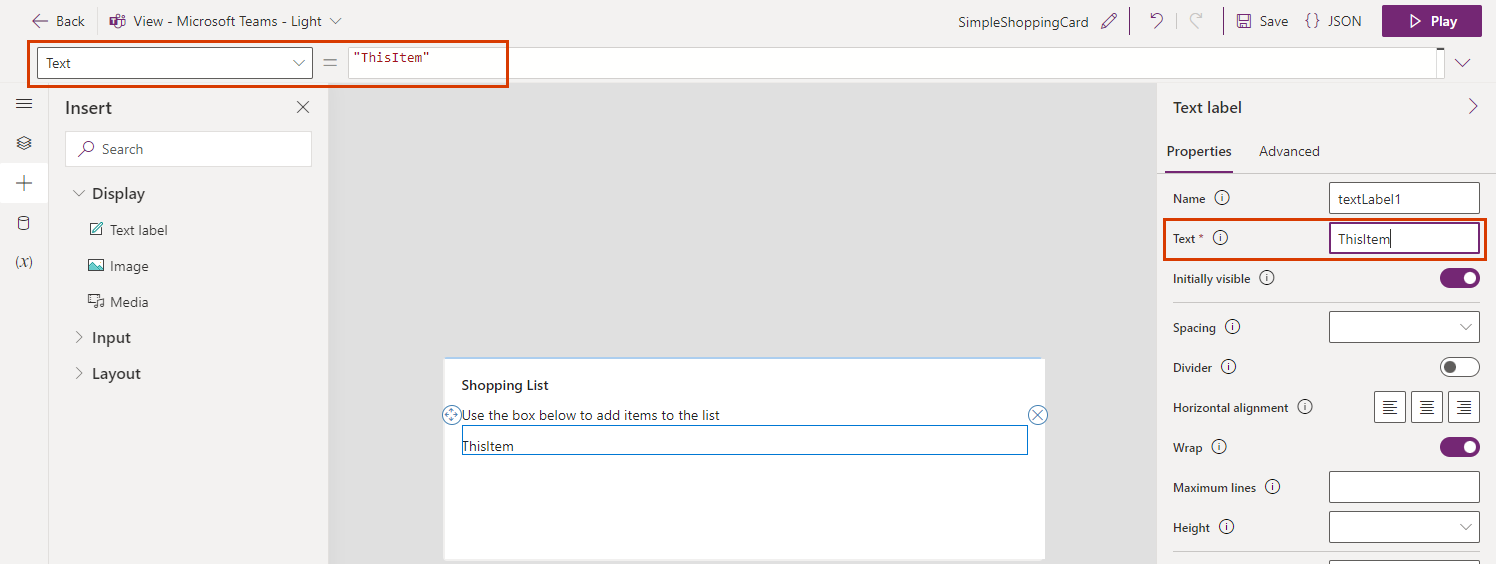 Back
View - Microsoft Teams - Light
SimpleShoppingCard
Save
{} JSON
Play
Text
=
"ThisItem"
Insert
Search
Display
Text label
Image
Media
Input
Layout
(x)
Shopping List
Use the box below to add items to the list
ThisItem
Text label
Properties Advanced
Name textLabel1
Text * ThisItem
Initially visible
Spacing
Divider
Horizontal alignment
Wrap
Maximum lines
Height